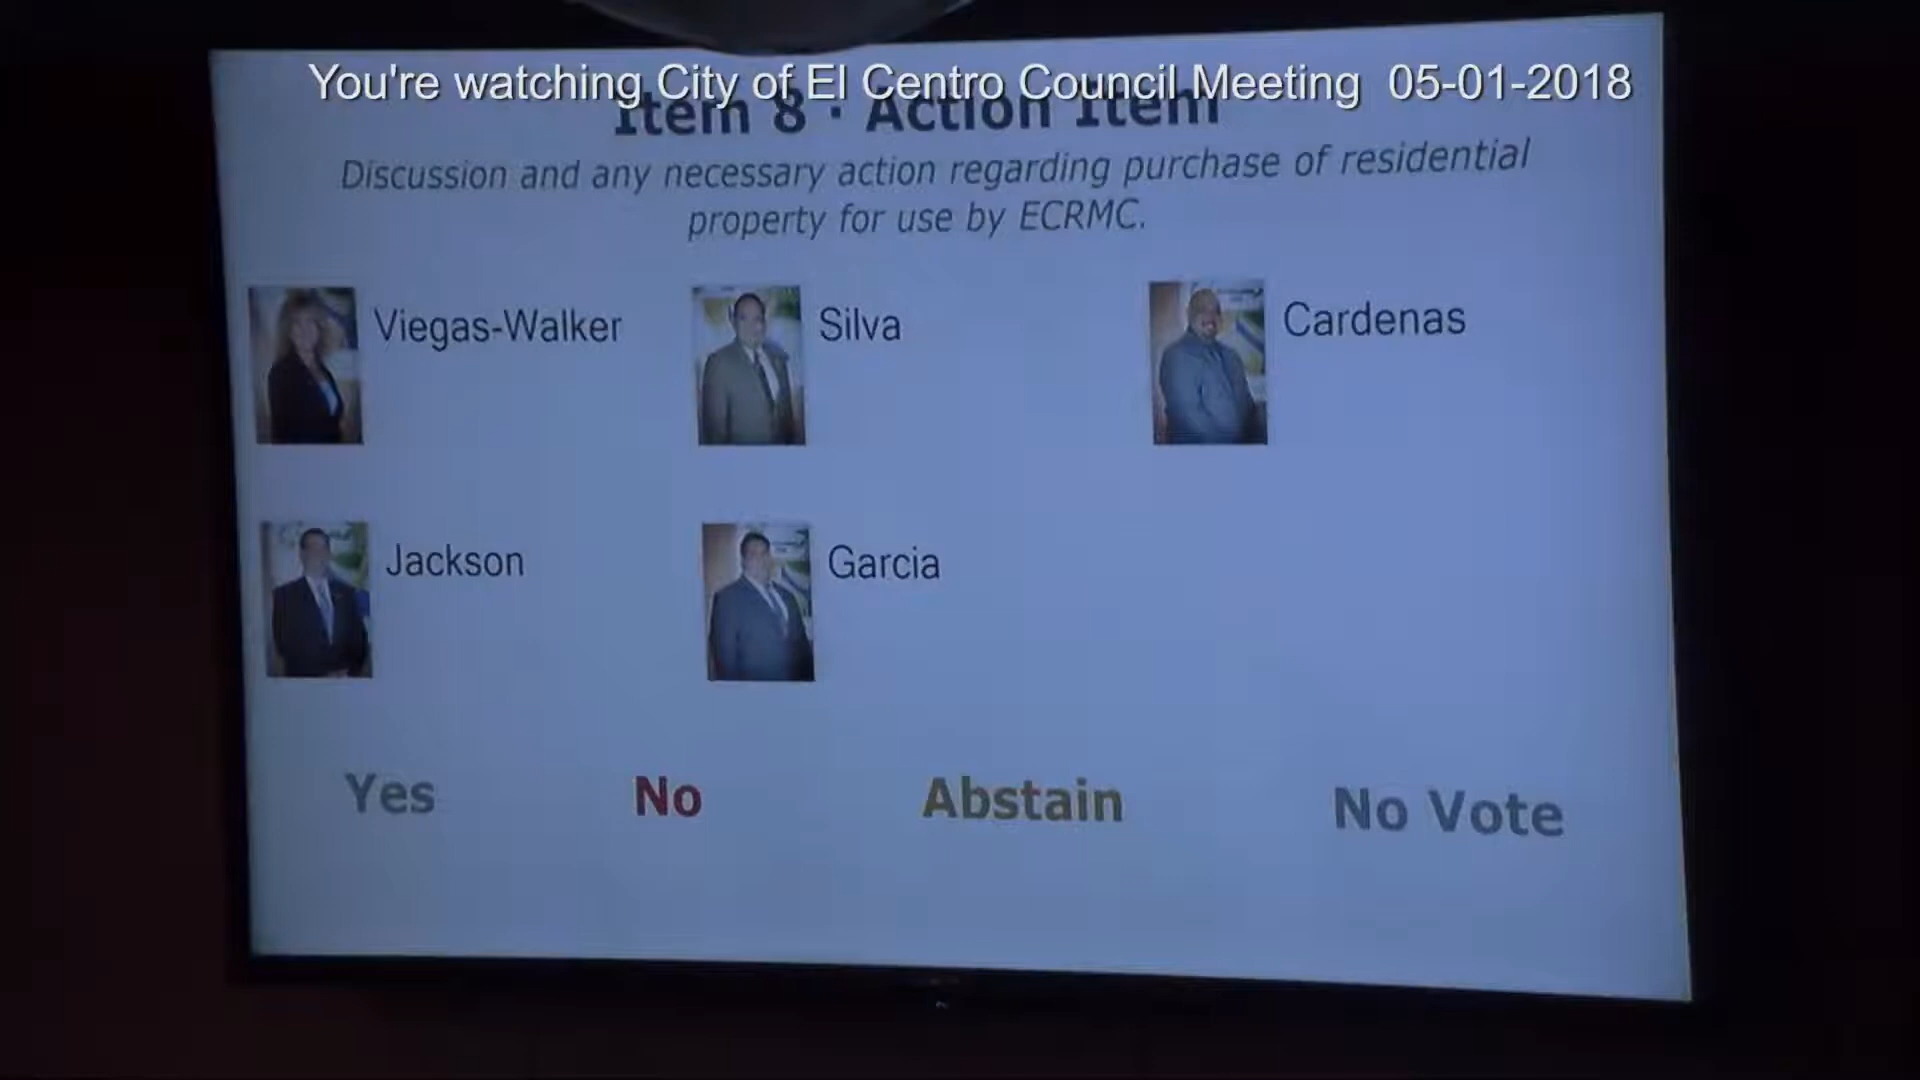 You're watching City of El Centro Council Meeting 05-01-2018
Item 8 · Action Item
Discussion and any necessary action regarding purchase of residential
property for use by ECRMC.
Viegas-Walker
Silva
Cardenas
Jackson
Garcia
Yes
No
Abstain
No Vote